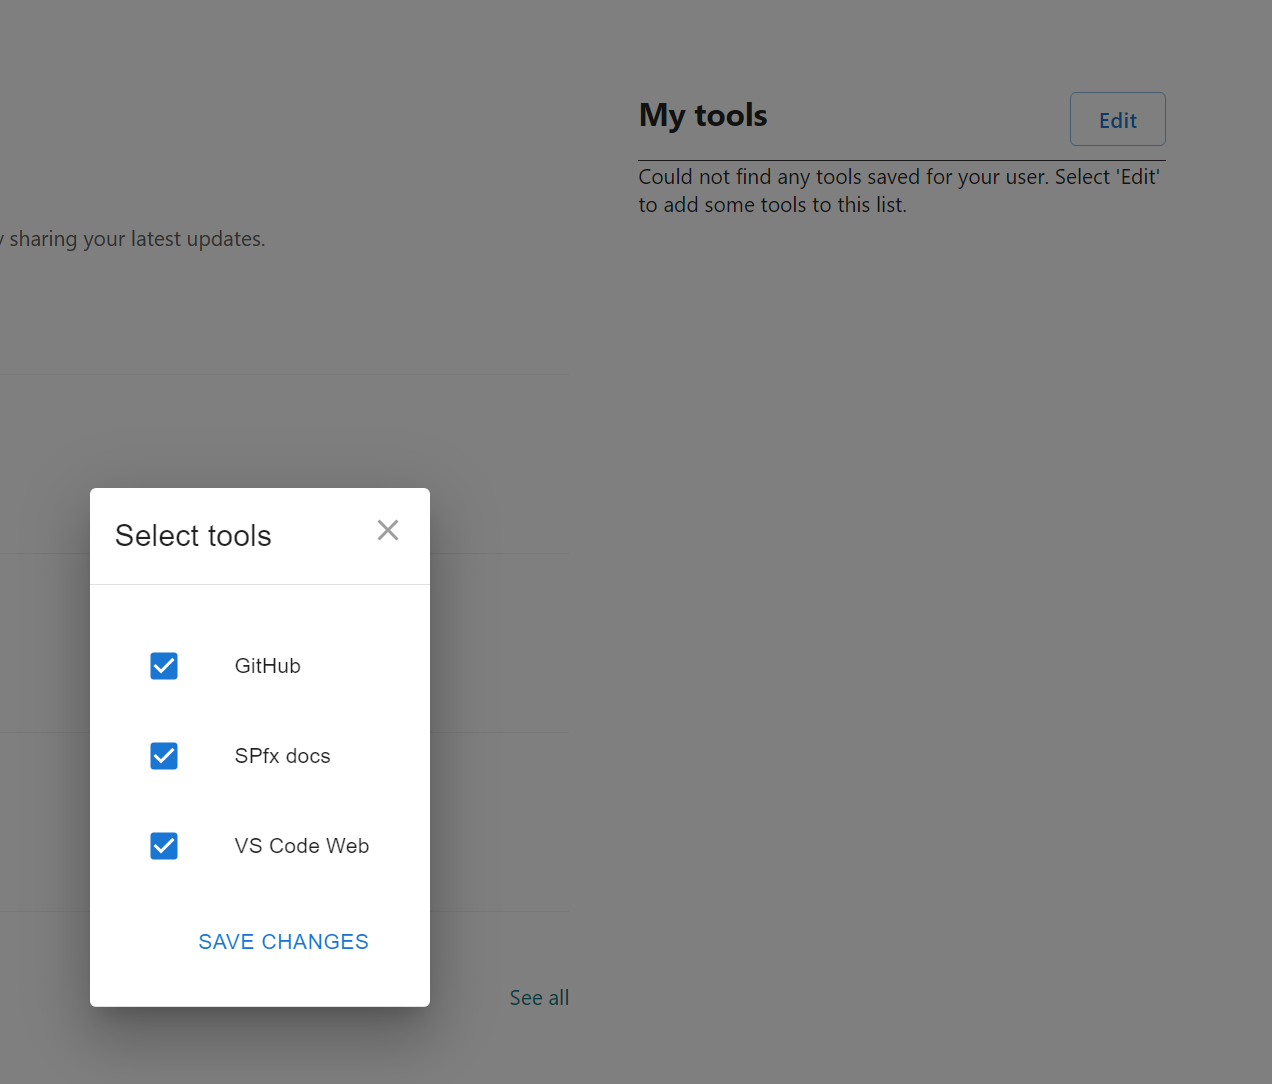 My tools
Edit
Could not find any tools saved for your user. Select 'Edit'
to add some tools to this list.
sharing your latest updates.
Select tools
GitHub
SPfx docs
VS Code Web
SAVE CHANGES
See all